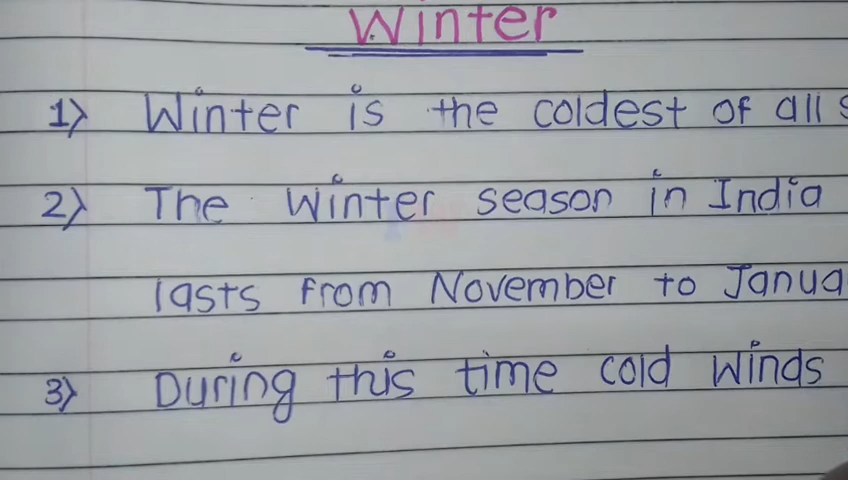 Winter
1) Winter is the coldest of all s
2) The Winter season in India
lasts from November to Janua
3) During this time cold Winds